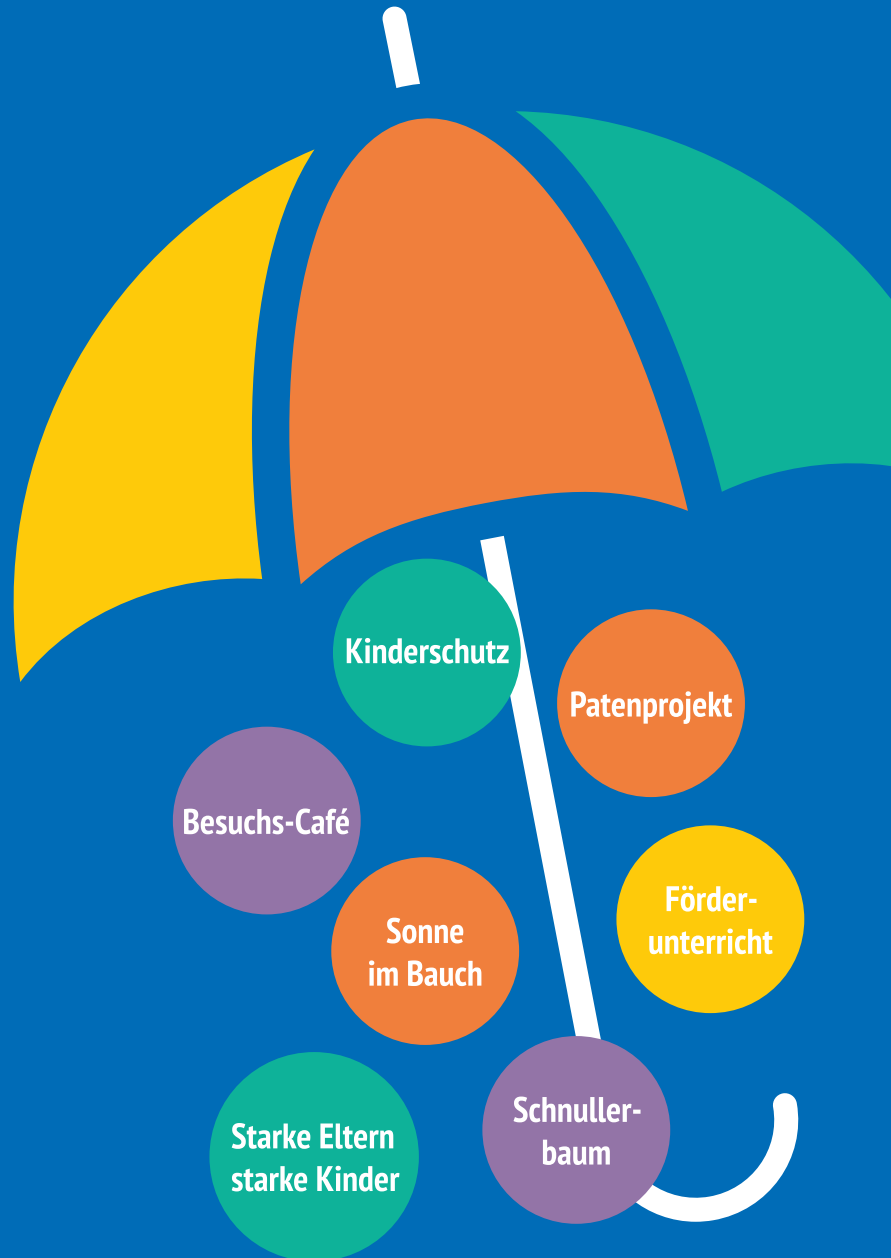 Kinderschutz
Patenprojekt
Besuchs-Café
Förder-
unterricht
Sonne
im Bauch
Schnuller-
baum
Starke Eltern
starke Kinder